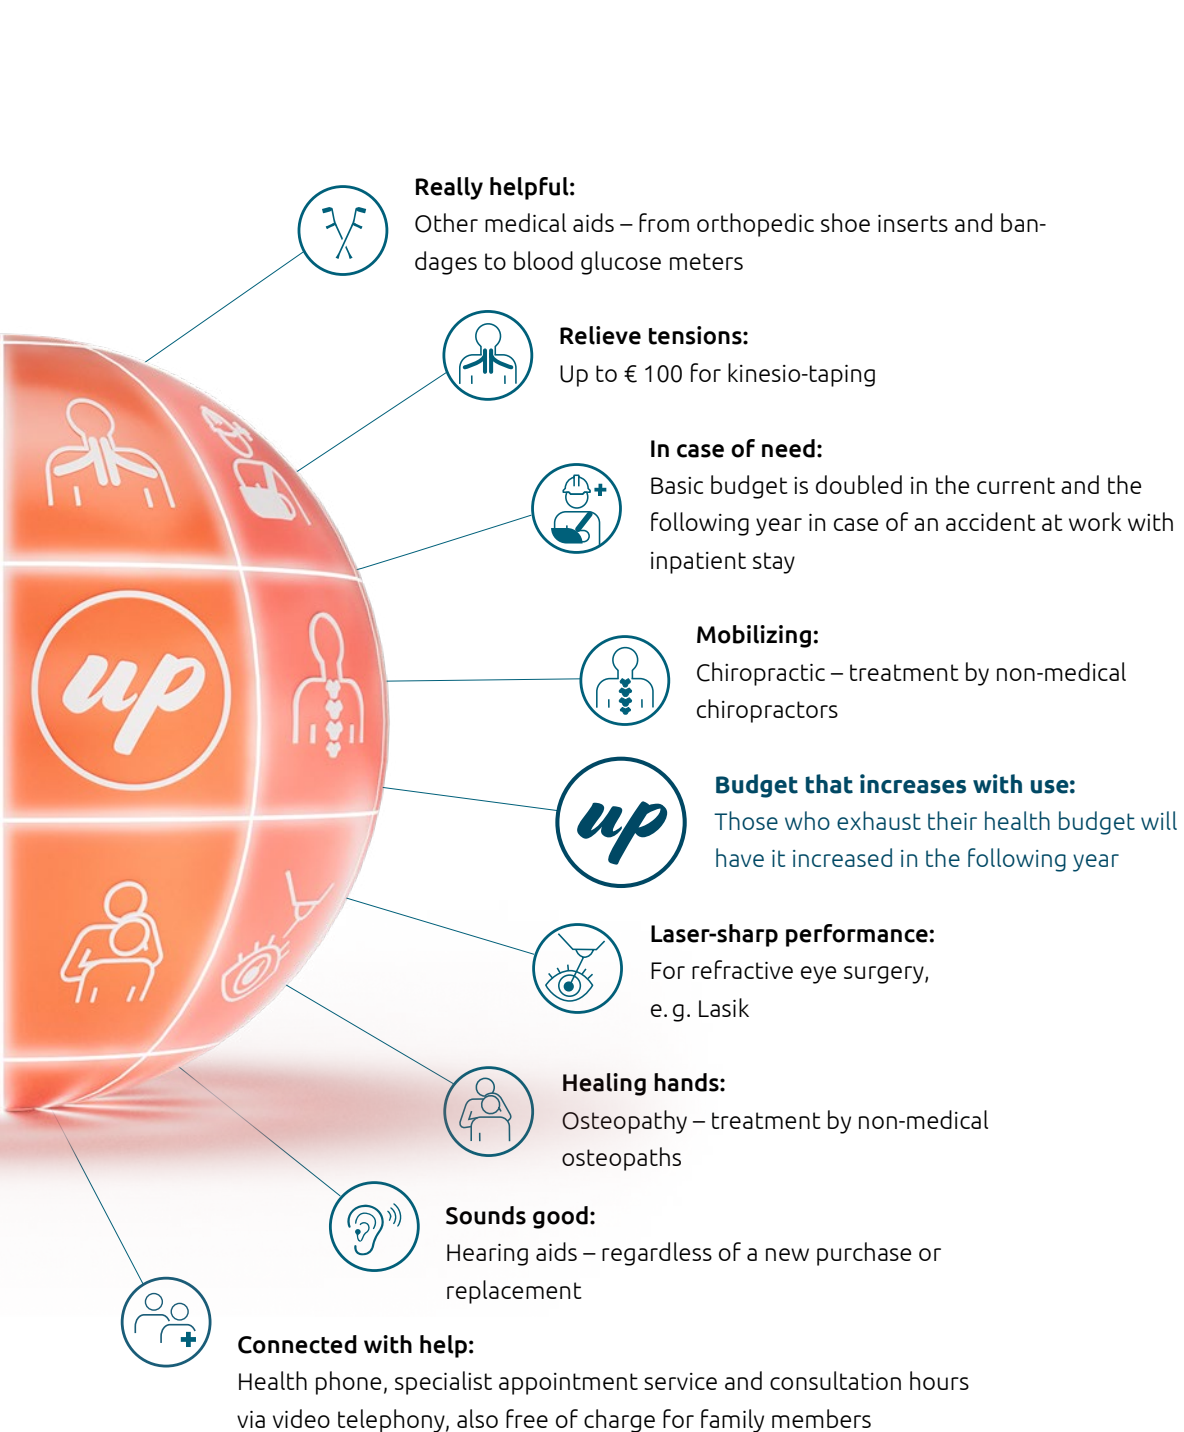 Really helpful:
Other medical aids – from orthopedic shoe inserts and ban-
dages to blood glucose meters
Relieve tensions:
Up to € 100 for kinesio-taping
In case of need:
Basic budget is doubled in the current and the
following year in case of an accident at work with
inpatient stay
Mobilizing:
Chiropractic – treatment by non-medical
chiropractors
up
up
Budget that increases with use:
Those who exhaust their health budget will
have it increased in the following year
Laser-sharp performance:
For refractive eye surgery,
e. g. Lasik
Healing hands:
Osteopathy – treatment by non-medical
osteopaths
Sounds good:
Hearing aids – regardless of a new purchase or
replacement
Connected with help:
Health phone, specialist appointment service and consultation hours
via video telephony, also free of charge for family members